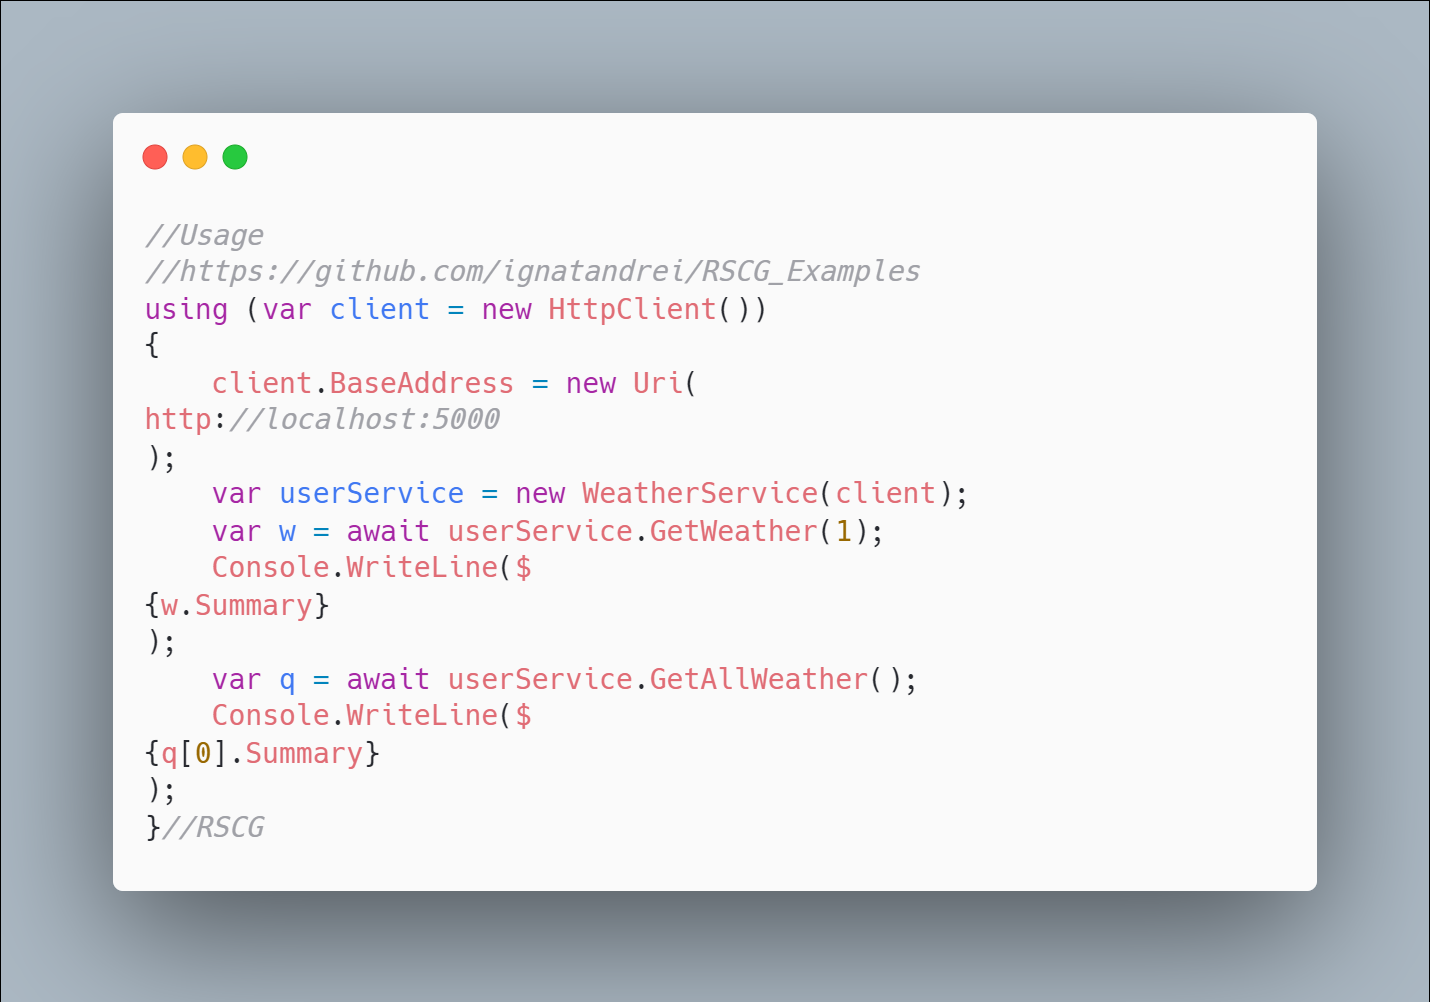 //Usage
//https://github.com/ignatandrei/RSCG_Examples
using (var client = new HttpClient())
{
    client.BaseAddress = new Uri(
http://localhost:5000
);
    var userService = new WeatherService(client);
    var w = await userService.GetWeather(1);
    Console.WriteLine($
{w.Summary}
);
    var q = await userService.GetAllWeather();
    Console.WriteLine($
{q[0].Summary}
);
}//RSCG